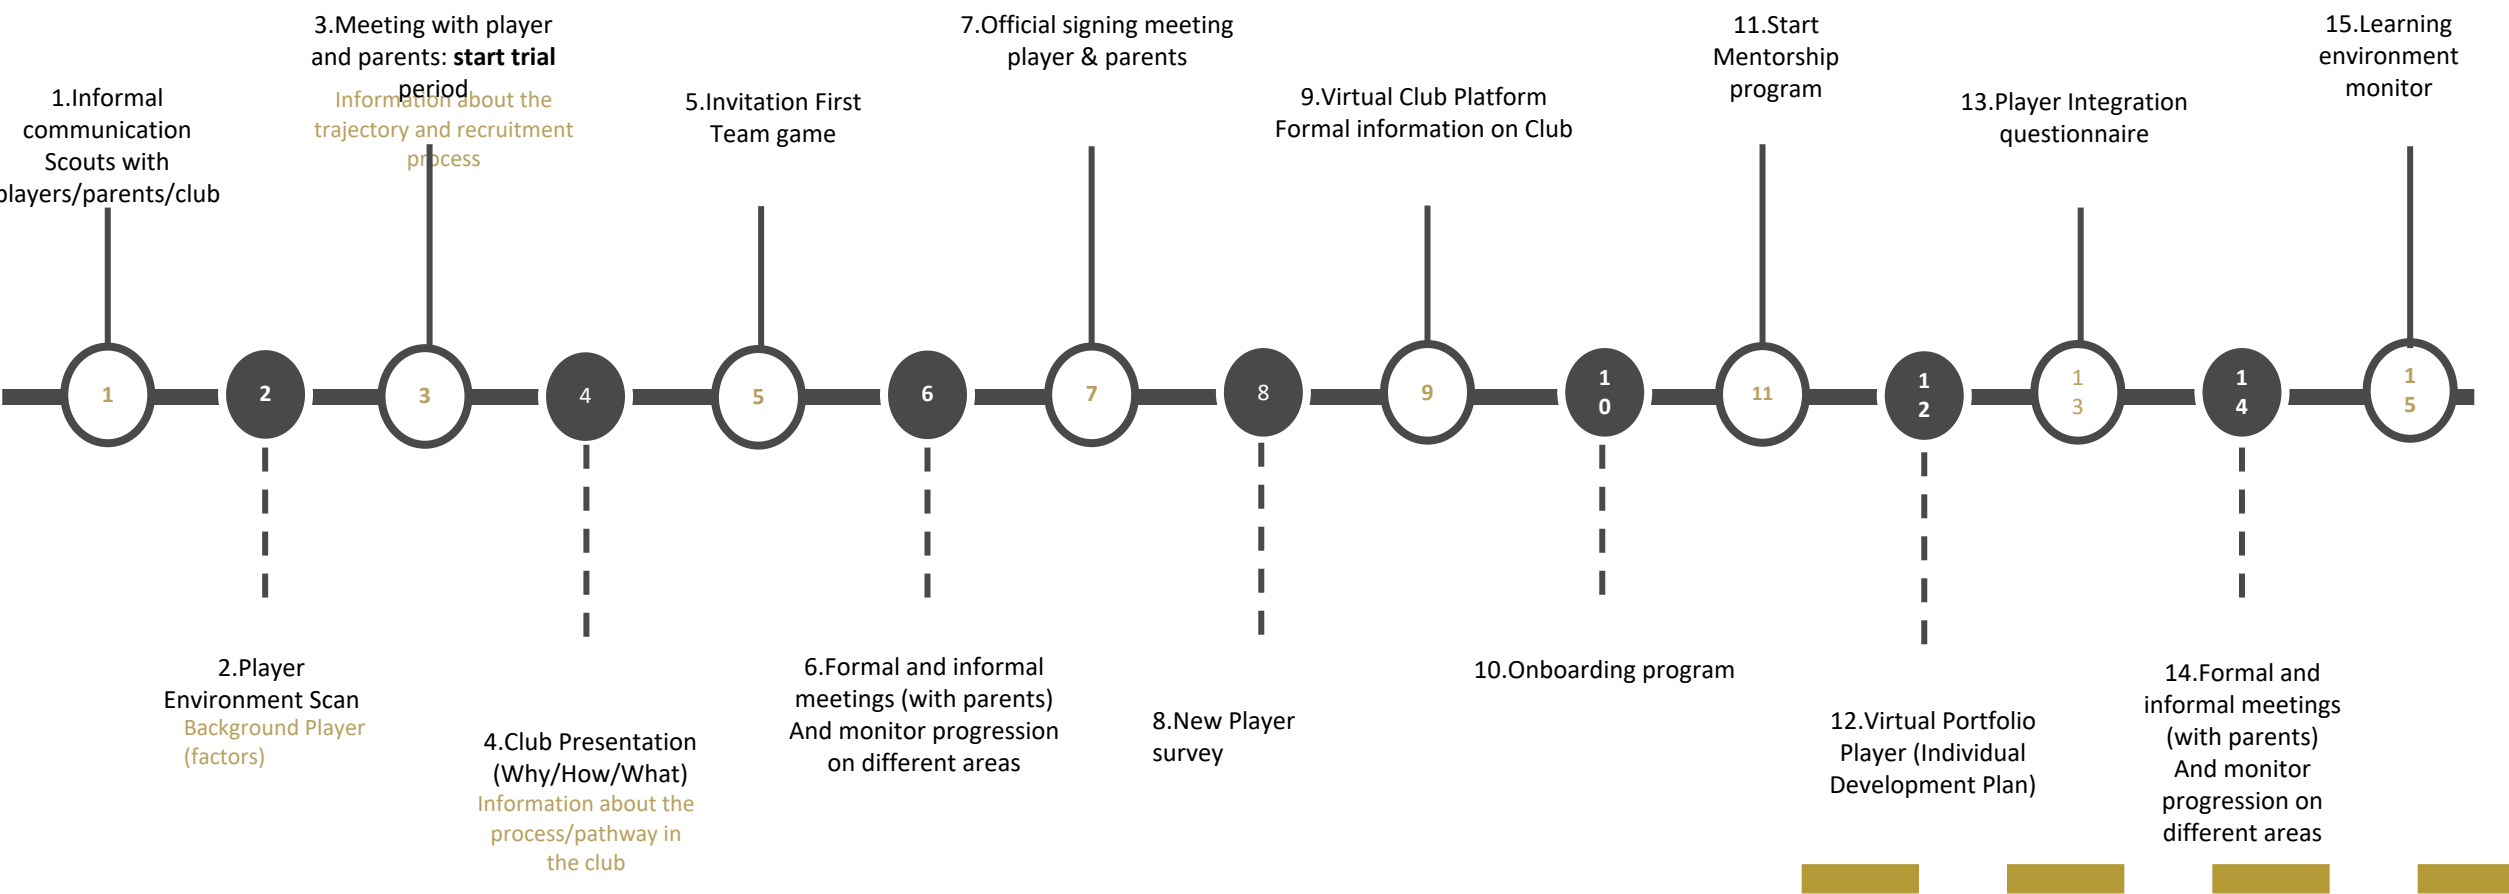 1.Informal
communication
Scouts with
players/parents/club
3.Meeting with player
and parents: start trial
period
Information about the
trajectory and recruitment
process
5.Invitation First
Team game
7.Official signing meeting
player & parents
9.Virtual Club Platform
Formal information on Club
11.Start
Mentorship
program
13.Player Integration
questionnaire
15.Learning
environment
monitor
1
2
3
4
5
6
7
8
9
1
0
11
1
2
1
3
1
4
1
5
2.Player
Environment Scan
Background Player
(factors)
4.Club Presentation
(Why/How/What)
Information about the
process/pathway in
the club
6.Formal and informal
meetings (with parents)
And monitor progression
on different areas
8.New Player
survey
10.Onboarding program
12.Virtual Portfolio
Player (Individual
Development Plan)
14.Formal and
informal meetings
(with parents)
And monitor
progression on
different areas